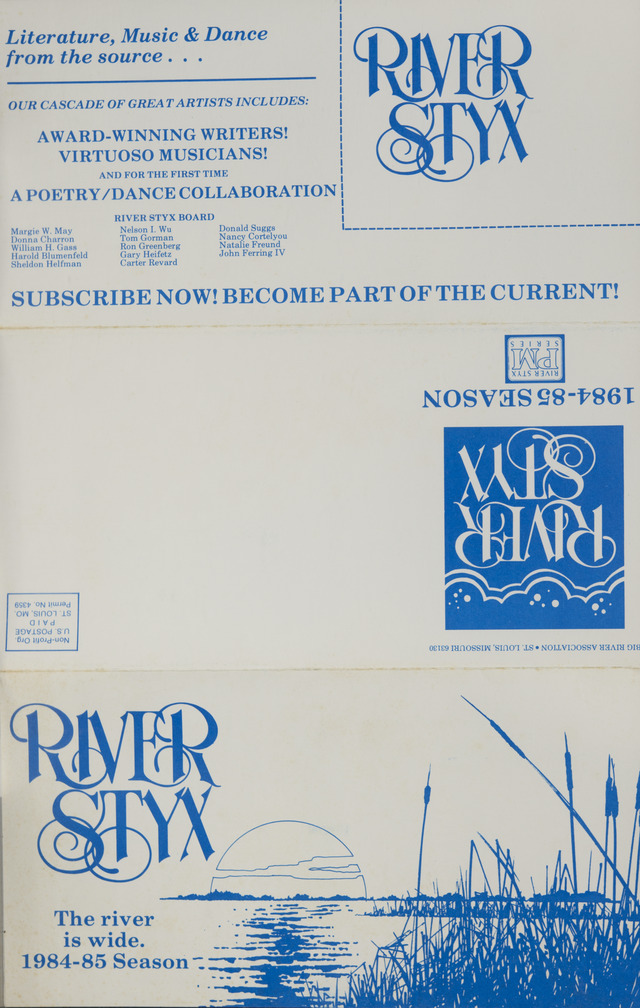 Literature, Music & Dance
from the source . . .
OUR CASCADE OF GREAT ARTISTS INCLUDES:
AWARD-WINNING WRITERS!
VIRTUOSO MUSICIANS!
AND FOR THE FIRST TIME
A POETRY/DANCE COLLABORATION
RIVER STYX BOARD
Margie W. May
Donna Charron
William H. Gass
Harold Blumenfeld
Sheldon Helfman
Nelson I. Wu
Tom Gorman
Ron Greenberg
Gary Heifetz
Carter Revard
Donald Suggs
Nancy Cortelyou
Natalie Freund
John Ferring IV
RIVER
STYX
SUBSCRIBE NOW! BECOME PART OF THE CURRENT!
BIG RIVER ASSOCIATION • ST. LOUIS, MISSOURI 63130
RIVER
STYX
1984-85 SEASON
RIVER STYX
PM
SERIES
Non-Profit Org.
U.S. POSTAGE
PAID
ST. LOUIS, MO.
Permit No. 4359
RIVER
STYX
The river
is wide.
1984-85 Season